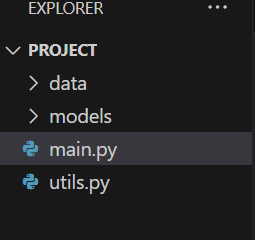 EXPLORER
PROJECT
data
models
main.py
utils.py